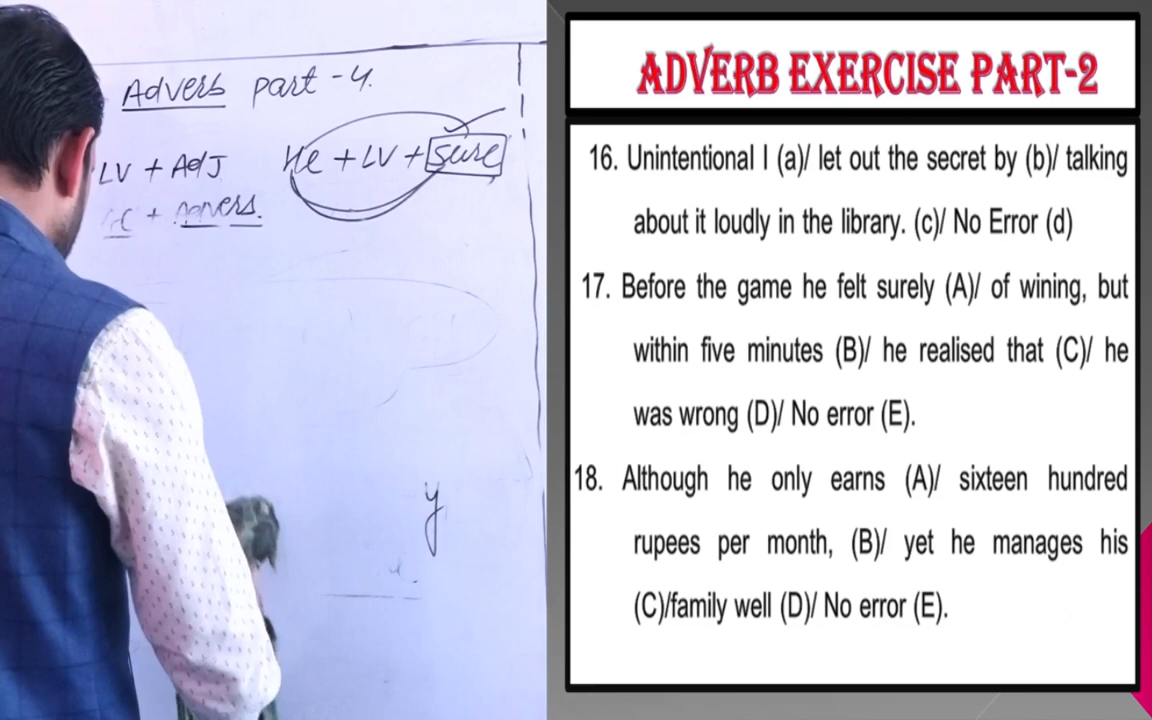 Adverb part - 4.
LV + AdJ
He + LV + sure
+ Advers.
y
ADVERB EXERCISE PART-2
16. Unintentional I (a)/ let out the secret by (b)/ talking
about it loudly in the library. (c)/ No Error (d)
17. Before the game he felt surely (A)/ of wining, but
within five minutes (B)/ he realised that (C)/ he
was wrong (D)/ No error (E).
18. Although he only earns (A)/ sixteen hundred
rupees per month, (B)/ yet he manages his
(C)/family well (D)/ No error (E).